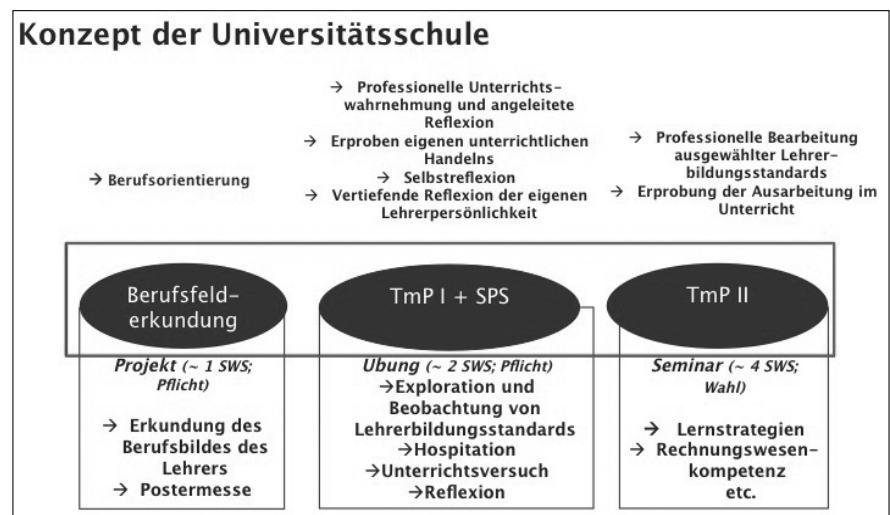 Konzept der Universitätsschule
→ Berufsorientierung
→ Professionelle Unterrichts-
wahrnehmung und angeleitete
Reflexion
→ Erproben eigenen unterrichtlichen
Handelns
→ Selbstreflexion
→ Vertiefende Reflexion der eigenen
Lehrerpersönlichkeit
→ Professionelle Bearbeitung
ausgewählter Lehrer-
bildungsstandards
→ Erprobung der Ausarbeitung im
Unterricht
Berufsfeld-
erkundung
Projekt (~ 1 SWS;
Pflicht)
→ Erkundung des
Berufsbildes des
Lehrers
→ Postermesse
TmP I + SPS
Übung (~ 2 SWS; Pflicht)
→Exploration und
Beobachtung von
Lehrerbildungsstandards
→Hospitation
→Unterrichtsversuch
→Reflexion
TmP II
Seminar (~ 4 SWS;
Wahl)
→ Lernstrategien
→ Rechnungswesen-
kompetenz
etc.